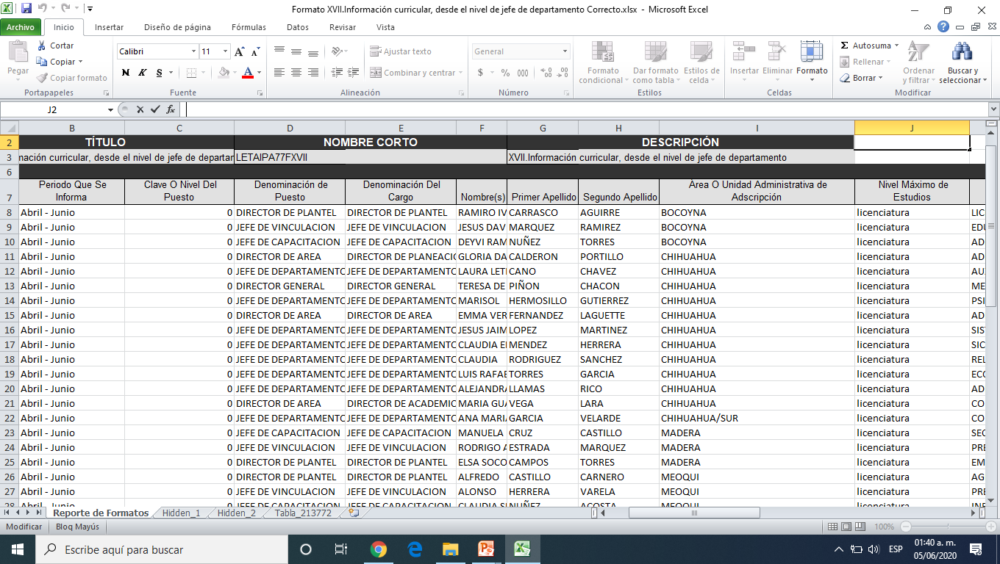 Formato XVII.Información curricular, desde el nivel de jefe de departamento Correcto.xlsx - Microsoft Excel
Archivo Inicio Insertar Diseño de página Fórmulas Datos Revisar Vista
Pegar Cortar Copiar Copiar formato
Portapapeles
Calibri 11
N K S
Fuente
Ajustar texto
Combinar y centrar
Alineación
General
$ % 000
Número
Formato condicional Dar formato como tabla Estilos de celda
Estilos
Insertar Eliminar Formato
Celdas
Σ Autosuma Rellenar Borrar
Ordenar y filtrar Buscar y seleccionar
Modificar
J2 fx
B C D E F G H I J
2 TÍTULO NOMBRE CORTO DESCRIPCIÓN
3 mación curricular, desde el nivel de jefe de departam LETAIPA77FXVII XVII.Información curricular, desde el nivel de jefe de departamento
6
7 Periodo Que Se Informa Clave O Nivel Del Puesto Denominación de Puesto Denominación Del Cargo Nombre(s) Primer Apellido Segundo Apellido Área O Unidad Administrativa de Adscripción Nivel Máximo de Estudios
8 Abril - Junio 0 DIRECTOR DE PLANTEL DIRECTOR DE PLANTEL RAMIRO IV CARRASCO AGUIRRE BOCOYNA licenciatura LIC
9 Abril - Junio 0 JEFE DE VINCULACION JEFE DE VINCULACION JESUS DAV MARQUEZ RAMIREZ BOCOYNA licenciatura EDU
10 Abril - Junio 0 JEFE DE CAPACITACION JEFE DE CAPACITACION DEYVI RAM NUÑEZ TORRES BOCOYNA licenciatura AD
11 Abril - Junio 0 DIRECTOR DE AREA DIRECTOR DE PLANEACIO GLORIA DA CALDERON PORTILLO CHIHUAHUA licenciatura AD
12 Abril - Junio 0 JEFE DE DEPARTAMENTO JEFE DE DEPARTAMENTO LAURA LET CANO CHAVEZ CHIHUAHUA licenciatura AU
13 Abril - Junio 0 DIRECTOR GENERAL DIRECTOR GENERAL TERESA DE PIÑON CHACON CHIHUAHUA licenciatura ME
14 Abril - Junio 0 JEFE DE DEPARTAMENTO JEFE DE DEPARTAMENTO MARISOL HERMOSILLO GUTIERREZ CHIHUAHUA licenciatura PSI
15 Abril - Junio 0 DIRECTOR DE AREA DIRECTOR DE AREA EMMA VER FERNANDEZ LAGUETTE CHIHUAHUA licenciatura AD
16 Abril - Junio 0 JEFE DE DEPARTAMENTO JEFE DE DEPARTAMENTO JESUS JAIM LOPEZ MARTINEZ CHIHUAHUA licenciatura SIS
17 Abril - Junio 0 JEFE DE DEPARTAMENTO JEFE DE DEPARTAMENTO CLAUDIA EL MENDEZ HERRERA CHIHUAHUA licenciatura SIC
18 Abril - Junio 0 JEFE DE DEPARTAMENTO JEFE DE DEPARTAMENTO CLAUDIA RODRIGUEZ SANCHEZ CHIHUAHUA licenciatura REL
19 Abril - Junio 0 JEFE DE DEPARTAMENTO JEFE DE DEPARTAMENTO LUIS RAFAE TORRES GARCIA CHIHUAHUA licenciatura ECO
20 Abril - Junio 0 JEFE DE DEPARTAMENTO JEFE DE DEPARTAMENTO ALEJANDRA LLAMAS RICO CHIHUAHUA licenciatura AD
21 Abril - Junio 0 DIRECTOR DE AREA DIRECTOR DE ACADEMIC MARIA GUA VEGA LARA CHIHUAHUA licenciatura CO
22 Abril - Junio 0 JEFE DE DEPARTAMENTO JEFE DE DEPARTAMENTO ANA MARIA GARCIA VELARDE CHIHUAHUA/SUR licenciatura CO
23 Abril - Junio 0 JEFE DE CAPACITACION JEFE DE CAPACITACION MANUELA CRUZ CASTILLO MADERA licenciatura SEC
24 Abril - Junio 0 JEFE DE VINCULACION JEFE DE VINCULACION RODRIGO A ESTRADA MARQUEZ MADERA licenciatura PRE
25 Abril - Junio 0 DIRECTOR DE PLANTEL DIRECTOR DE PLANTEL ELSA SOCO CAMPOS TORRES MADERA licenciatura EM
26 Abril - Junio 0 DIRECTOR DE PLANTEL DIRECTOR DE PLANTEL ALFREDO CASTILLO CARNERO MEOQUI licenciatura AG
27 Abril - Junio 0 JEFE DE VINCULACION JEFE DE VINCULACION ALONSO HERRERA VARELA MEOQUI licenciatura PRE
28 Abril - Junio 0 JEFE DE CAPACITACION JEFE DE CAPACITACION CLAUDIA SU NUÑEZ ACOSTA MEOQUI licenciatura INF
Reporte de Formatos Hidden_1 Hidden_2 Tabla_213772
Modificar Bloq Mayús 100%
Escribe aquí para buscar ESP 01:40 a. m.
05/06/2020